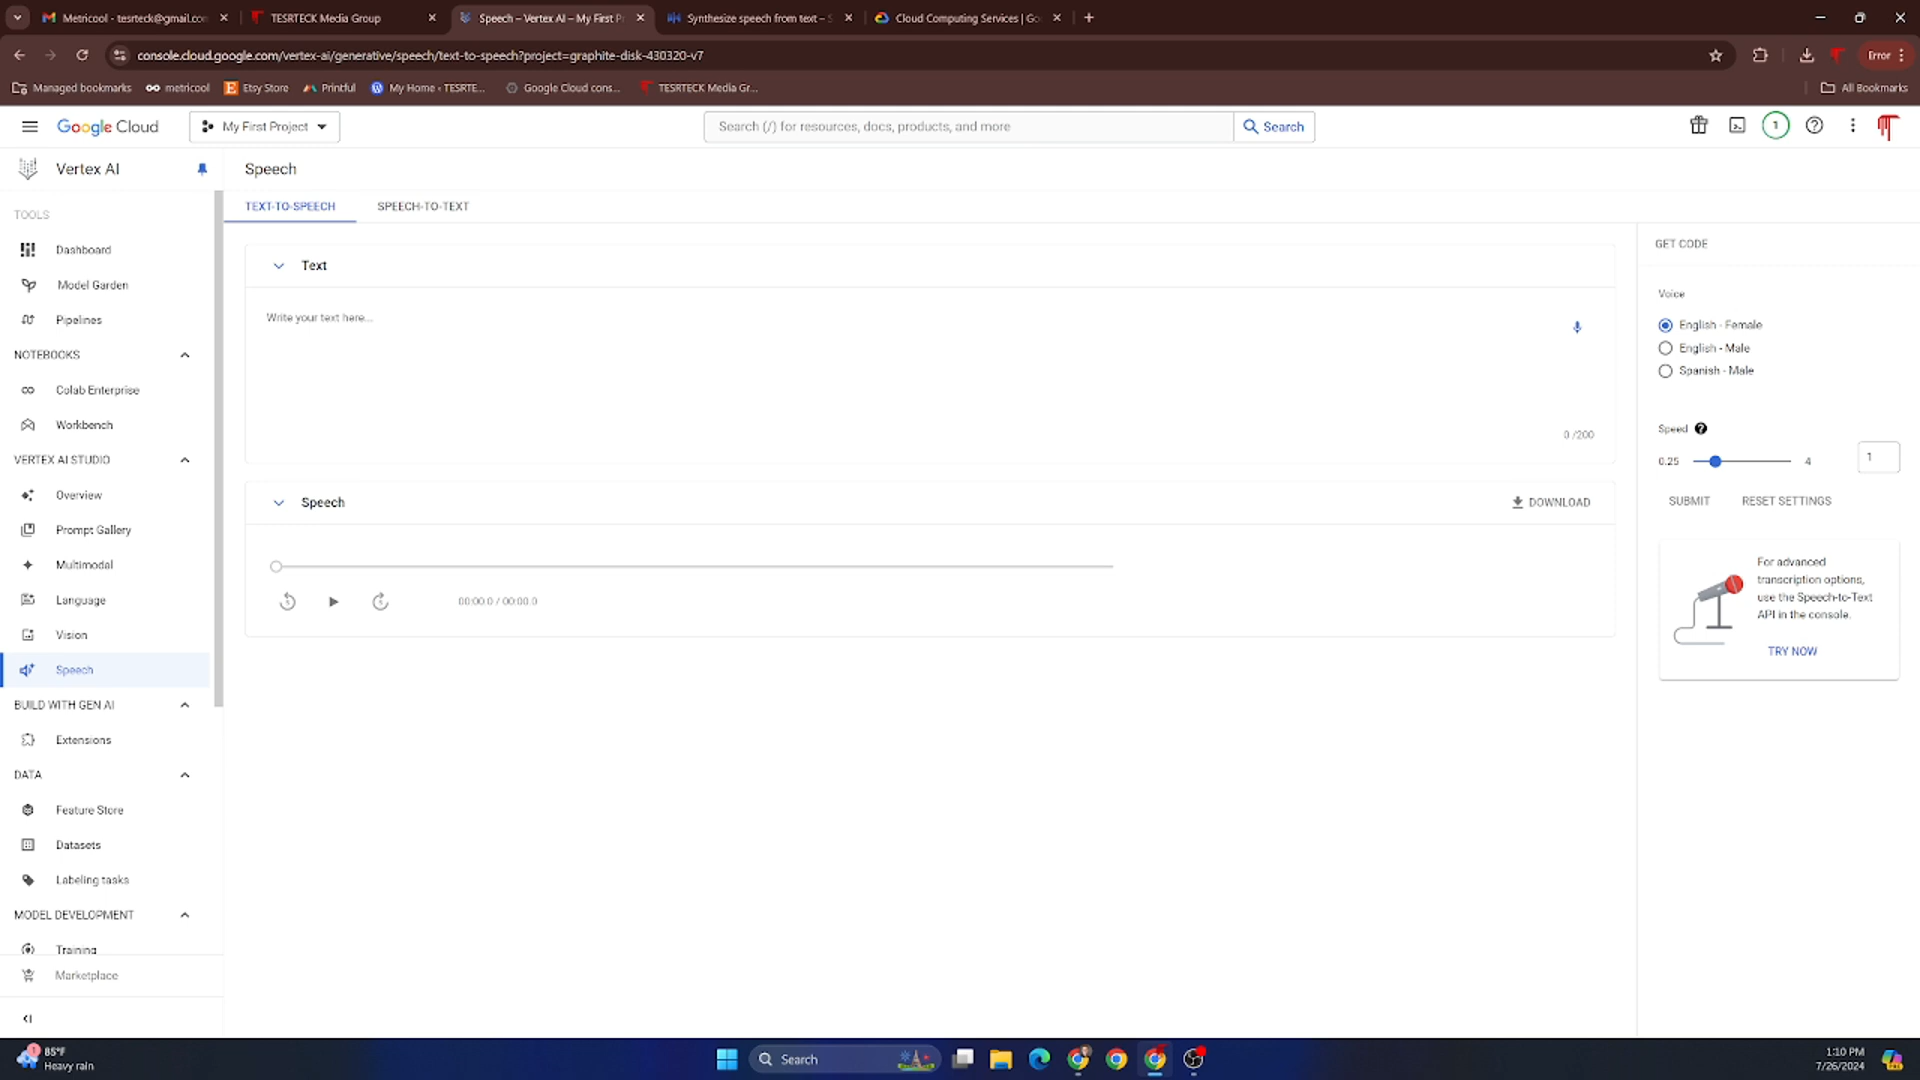 Metricool - tesrteck@gmail.co
TESRTECK Media Group
Speech – Vertex AI – My First P
Synthesize speech from text –
Cloud Computing Services | Go
console.cloud.google.com/vertex-ai/generative/speech/text-to-speech?project=graphite-disk-430320-v7
Error
Managed bookmarks
metricool
Etsy Store
Printful
My Home ‹ TESRTE...
Google Cloud cons...
TESRTECK Media Gr...
All Bookmarks
Google Cloud
My First Project
Search (/) for resources, docs, products, and more
Search
1
Vertex AI
Speech
TOOLS
TEXT-TO-SPEECH
SPEECH-TO-TEXT
Dashboard
Model Garden
Pipelines
NOTEBOOKS
Colab Enterprise
Workbench
VERTEX AI STUDIO
Overview
Prompt Gallery
Multimodal
Language
Vision
Speech
BUILD WITH GEN AI
Extensions
DATA
Feature Store
Datasets
Labeling tasks
MODEL DEVELOPMENT
Training
Marketplace
Text
Write your text here...
0 /200
Speech
DOWNLOAD
00:00.0 / 00:00.0
GET CODE
Voice
English - Female
English - Male
Spanish - Male
Speed
0.25
4
1
SUBMIT
RESET SETTINGS
For advanced
transcription options,
use the Speech-to-Text
API in the console.
TRY NOW
1
85°F
Heavy rain
Search
1:10 PM
7/26/2024